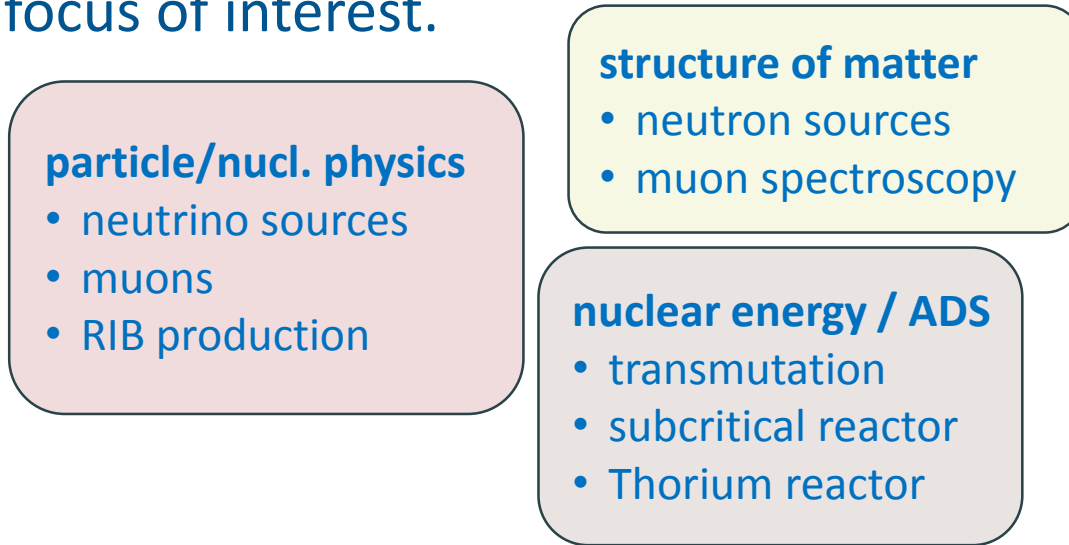 focus of interest.
particle/nucl. physics
• neutrino sources
• muons
• RIB production
structure of matter
• neutron sources
• muon spectroscopy
nuclear energy / ADS
• transmutation
• subcritical reactor
• Thorium reactor